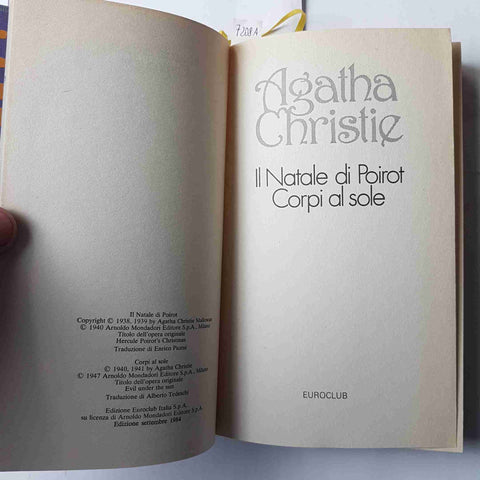 7208.A
Il Natale di Poirot
Copyright © 1938, 1939 by Agatha Christie Mallowan
© 1940 Arnoldo Mondadori Editore S.p.A., Milano
Titolo dell'opera originale
Hercule Poirot's Christmas
Traduzione di Enrico Piceni
Corpi al sole
© 1940, 1941 by Agatha Christie
© 1947 Arnoldo Mondadori Editore S.p.A., Milano
Titolo dell'opera originale
Evil under the sun
Traduzione di Alberto Tedeschi
Edizione Euroclub Italia S.p.A.
su licenza di Arnoldo Mondadori Editore S.p.A.
Edizione settembre 1984
Agatha
Christie
Il Natale di Poirot
Corpi al sole
EUROCLUB